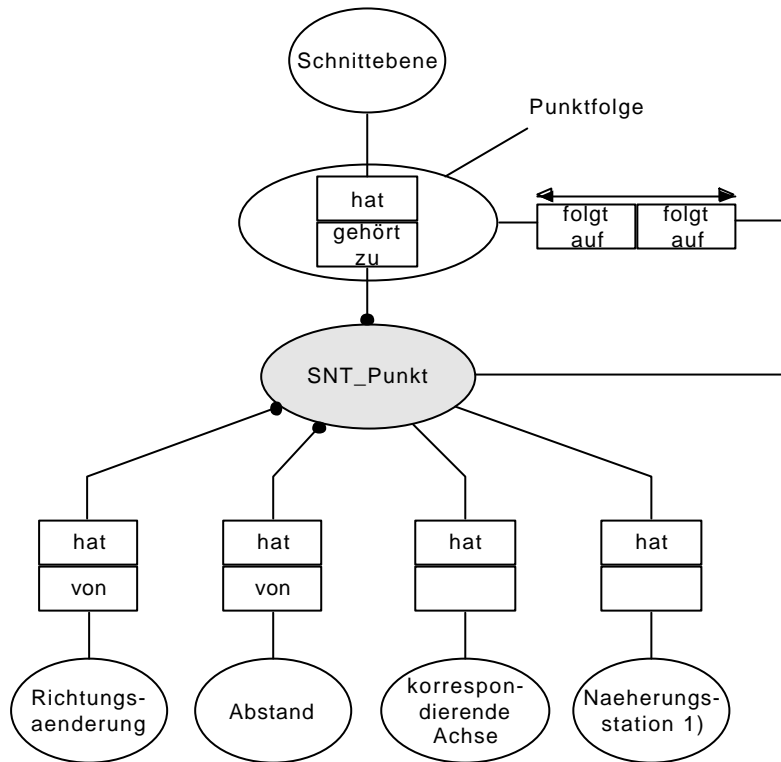 Schnittebene
Punktfolge
hat
gehört
zu
folgt
auf
folgt
auf
SNT_Punkt
hat
von
hat
von
hat
hat
Richtungs-
aenderung
Abstand
korrespon-
dierende
Achse
Naeherungs-
station 1)